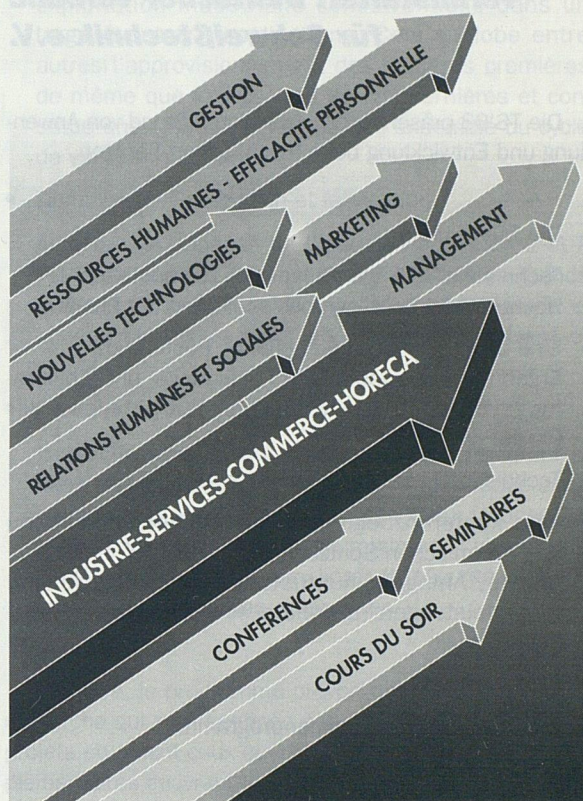 GESTION
RESSOURCES HUMAINES - EFFICACITE PERSONNELLE
NOUVELLES TECHNOLOGIES
MARKETING
MANAGEMENT
RELATIONS HUMAINES ET SOCIALES
INDUSTRIE-SERVICES-COMMERCE-HORECA
SEMINAIRES
CONFERENCES
COURS DU SOIR